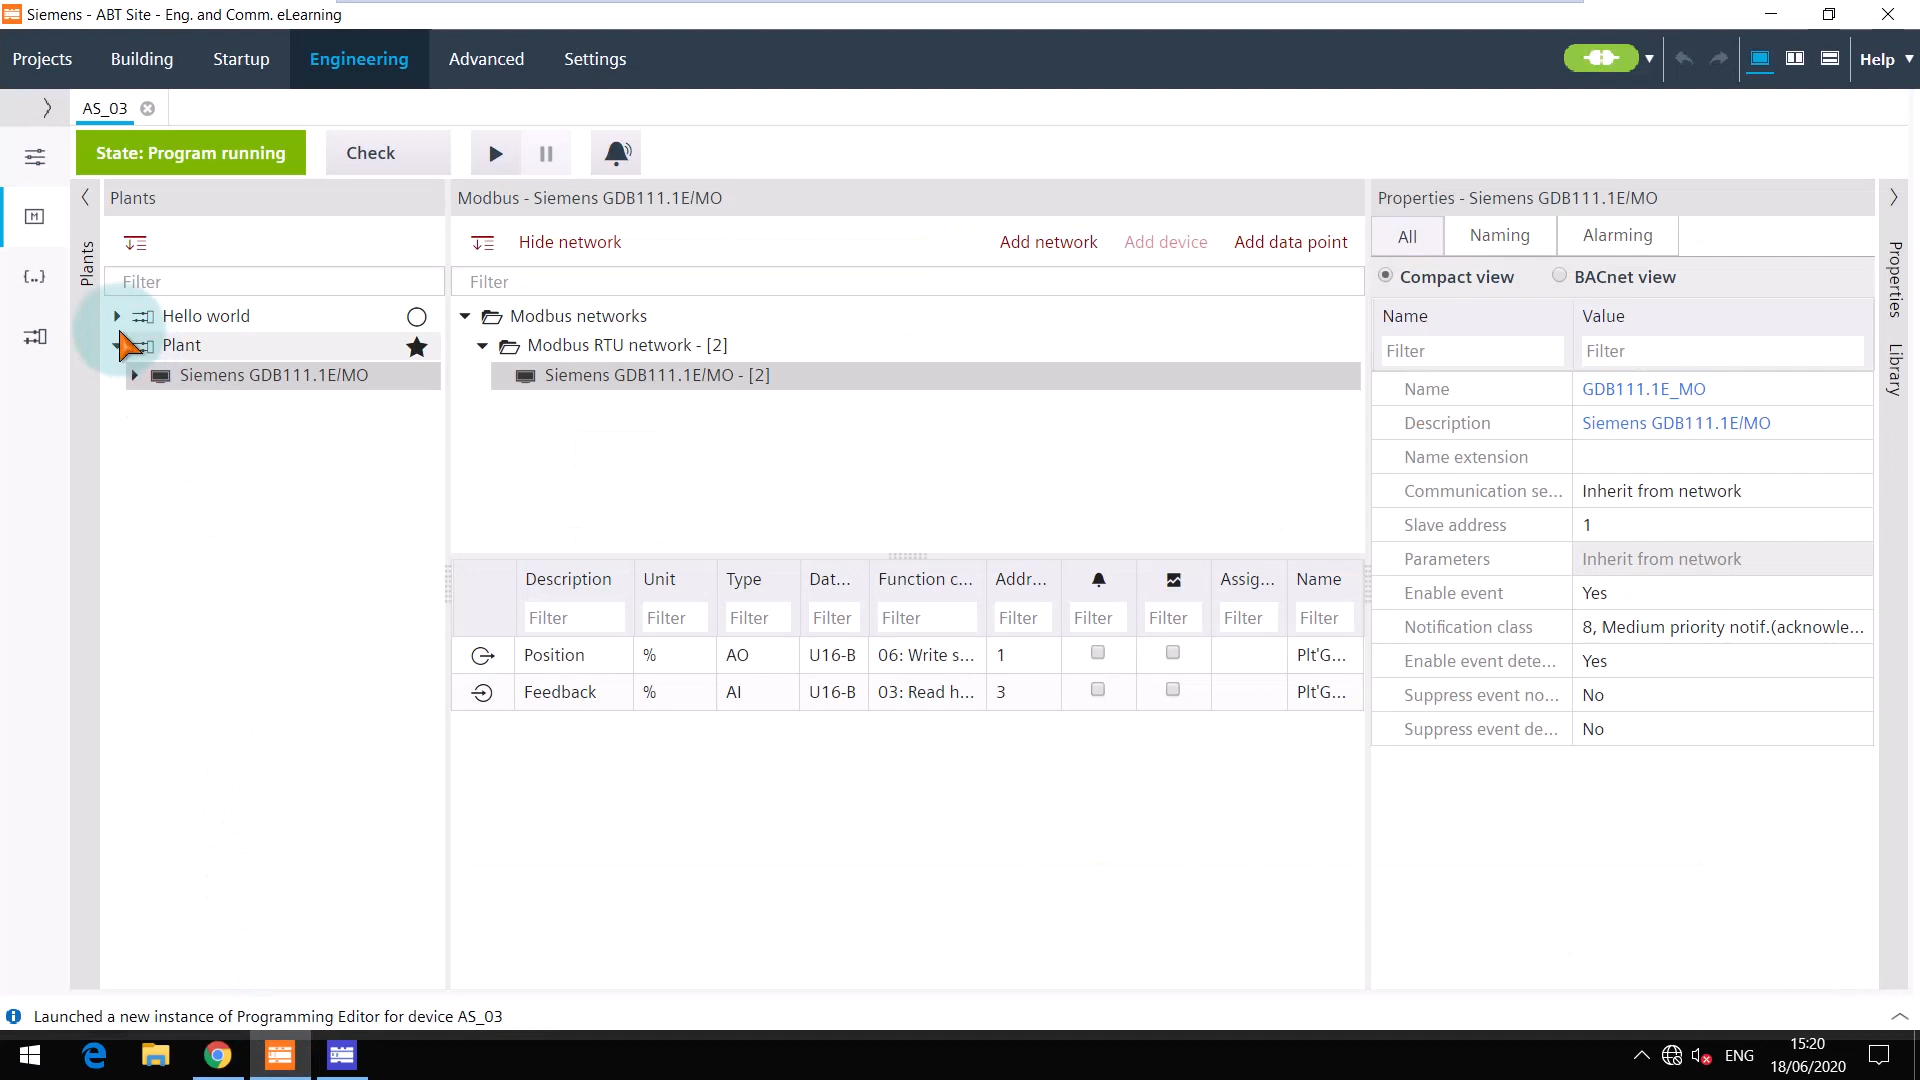 Siemens - ABT Site - Eng. and Comm. eLearning
Projects Building Startup Engineering Advanced Settings Help
AS_03
State: Program running Check
Plants
Plants
Filter
Hello world
Plant
Siemens GDB111.1E/MO
Modbus - Siemens GDB111.1E/MO
Hide network Add network Add device Add data point
Filter
Modbus networks
Modbus RTU network - [2]
Siemens GDB111.1E/MO - [2]
Description Unit Type Dat... Function c... Addr... Assig... Name
Filter Filter Filter Filter Filter Filter Filter Filter Filter Filter
Position % AO U16-B 06: Write s... 1 Plt'G...
Feedback % AI U16-B 03: Read h... 3 Plt'G...
Properties - Siemens GDB111.1E/MO
All Naming Alarming
Compact view BACnet view
Name Value
Filter Filter
Name GDB111.1E_MO
Description Siemens GDB111.1E/MO
Name extension
Communication se... Inherit from network
Slave address 1
Parameters Inherit from network
Enable event Yes
Notification class 8, Medium priority notif.(acknowle...
Enable event dete... Yes
Suppress event no... No
Suppress event de... No
Properties
Library
Launched a new instance of Programming Editor for device AS_03
ENG
15:20
18/06/2020